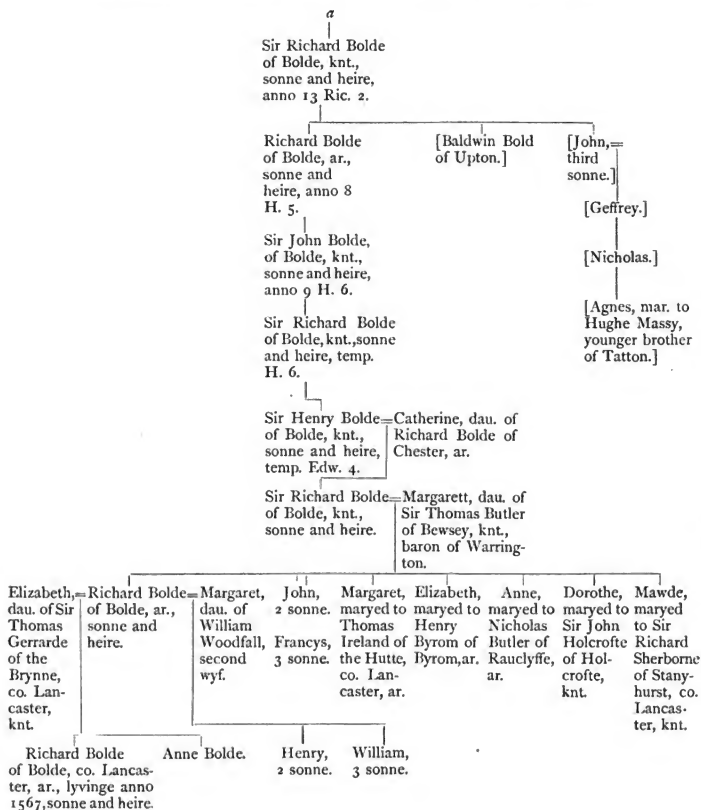 a
Sir Richard Bolde
of Bolde, knt.,
sonne and heire,
anno 13 Ric. 2.
Richard Bolde
of Bolde, ar.,
sonne and
heire, anno 8
H. 5.
[Baldwin Bold
of Upton.]
[John,=
third
sonne.]
[Geffrey.]
[Nicholas.]
[Agnes, mar. to
Hughe Massy,
younger brother
of Tatton.]
Sir John Bolde,
of Bolde, knt.,
sonne and heire,
anno 9 H. 6.
Sir Richard Bolde
of Bolde, knt., sonne
and heire, temp.
H. 6.
Sir Henry Bolde=Catherine, dau. of
of Bolde, knt., Richard Bolde of
sonne and heire, Chester, ar.
temp. Edw. 4.
Sir Richard Bolde=Margarett, dau. of
of Bolde, knt., Sir Thomas Butler
sonne and heire. of Bewsey, knt.,
baron of Warring-
ton.
Elizabeth,=
dau. of Sir
Thomas
Gerrarde
of the
Brynne,
co. Lan-
caster,
knt.
Richard Bolde=
of Bolde, ar.,
sonne and
heire.
Margaret,
dau. of
William
Woodfall,
second
wyf.
John,
2 sonne.
Francys,
3 sonne.
Margaret,
maryed to
Thomas
Ireland of
the Hutte,
co. Lan-
caster, ar.
Elizabeth,
maryed to
Henry
Byrom of
Byrom, ar.
Anne,
maryed to
Nicholas
Butler of
Rauclyffe,
ar.
Dorothe,
maryed to
Sir John
Holcrofte
of Hol-
crofte,
knt.
Mawde,
maryed
to Sir
Richard
Sherborne
of Stany-
hurst, co.
Lancas-
ter, knt.
Richard Bolde
of Bolde, co. Lancas-
ter, ar., lyvinge anno
1567, sonne and heire.
Anne Bolde.
Henry,
2 sonne.
William,
3 sonne.